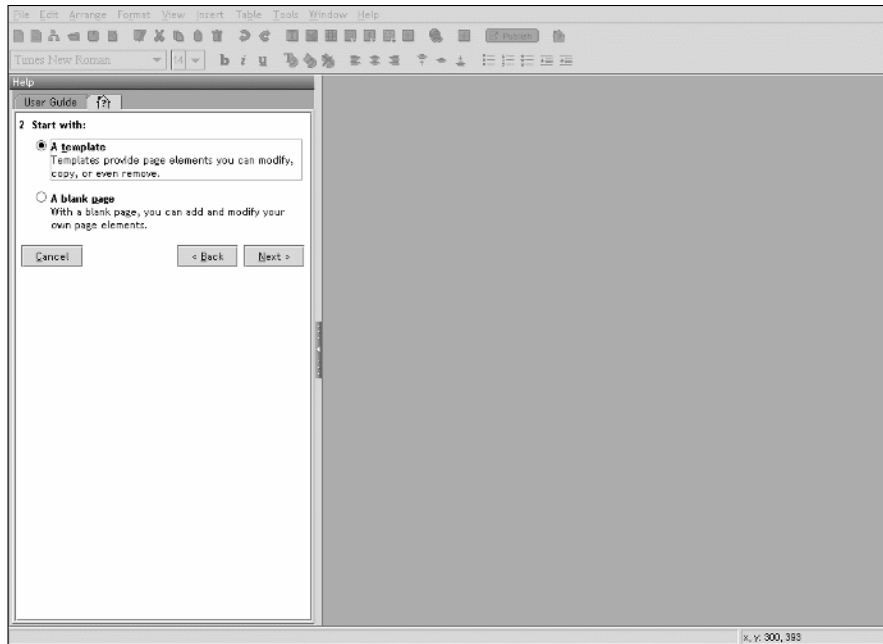 File Edit Arrange Format View Insert Table Tools Window Help
Publish
Times New Roman 14 b i u
Help
User Guide
2 Start with:
A template
Templates provide page elements you can modify,
copy, or even remove.
A blank page
With a blank page, you can add and modify your
own page elements.
Cancel < Back Next >
x, y: 300, 393